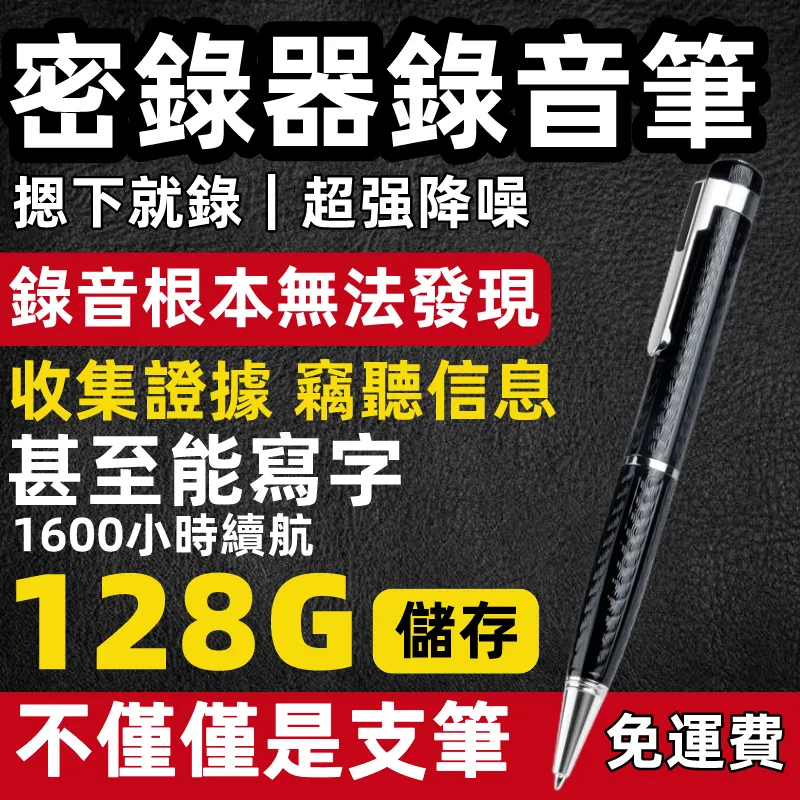 密錄器錄音筆
摁下就錄｜超强降噪
錄音根本無法發現
收集證據 竊聽信息
甚至能寫字
1600小時續航
128G 儲存
不僅僅是支筆 免運費